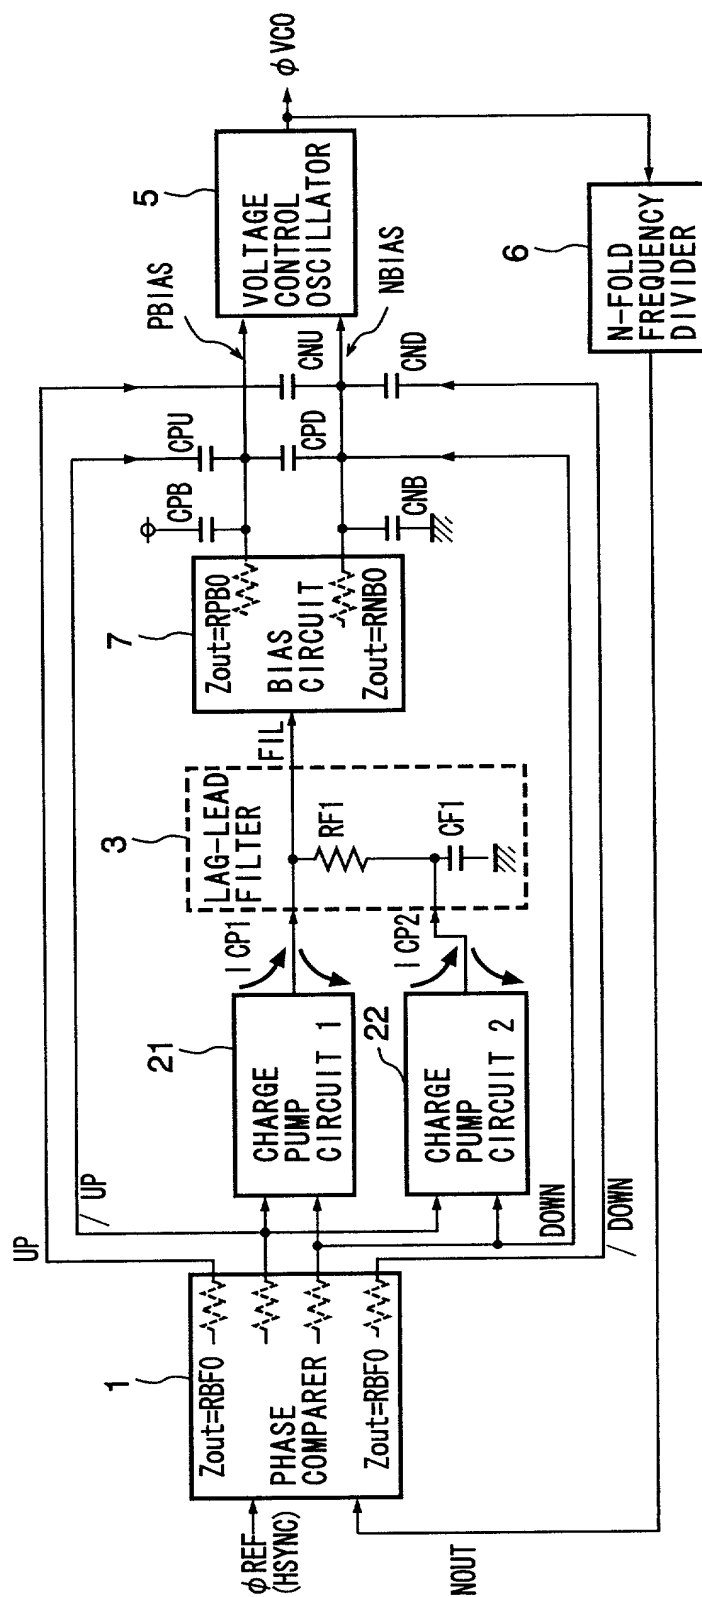 φREF
(HSYNC)
NOUT
1
Zout=RBFO
PHASE
COMPARER
Zout=RBFO
UP
/UP
DOWN
/DOWN
21
CHARGE
PUMP
CIRCUIT 1
22
CHARGE
PUMP
CIRCUIT 2
ICP1
ICP2
3
LAG-LEAD
FILTER
RF1
CF1
FIL
7
Zout=RPBO
BIAS
CIRCUIT
Zout=RNBO
CPB
CPU
CPD
CNB
CNU
CND
PBIAS
NBIAS
5
VOLTAGE
CONTROL
OSCILLATOR
φVCO
6
N-FOLD
FREQUENCY
DIVIDER